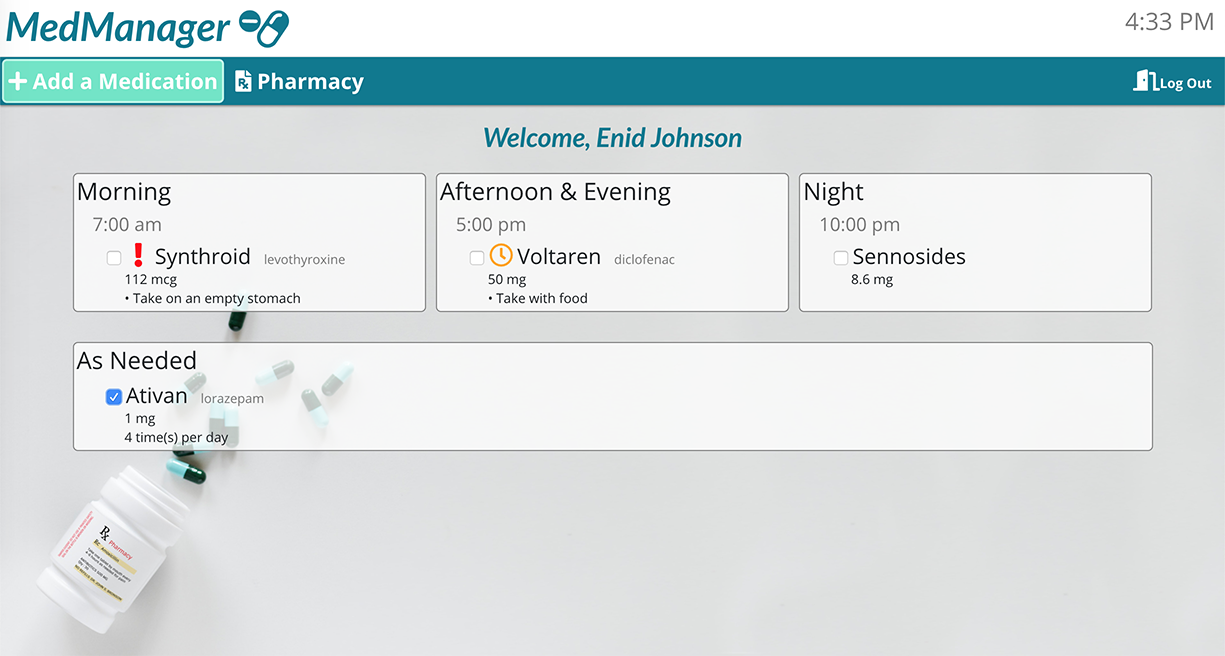 MedManager
4:33 PM
+ Add a Medication
Pharmacy
Log Out
Welcome, Enid Johnson
Morning
7:00 am
Synthroid levothyroxine
112 mcg
• Take on an empty stomach
Afternoon & Evening
5:00 pm
Voltaren diclofenac
50 mg
• Take with food
Night
10:00 pm
Sennosides
8.6 mg
As Needed
Ativan lorazepam
1 mg
4 time(s) per day
Rx
Pharmacy